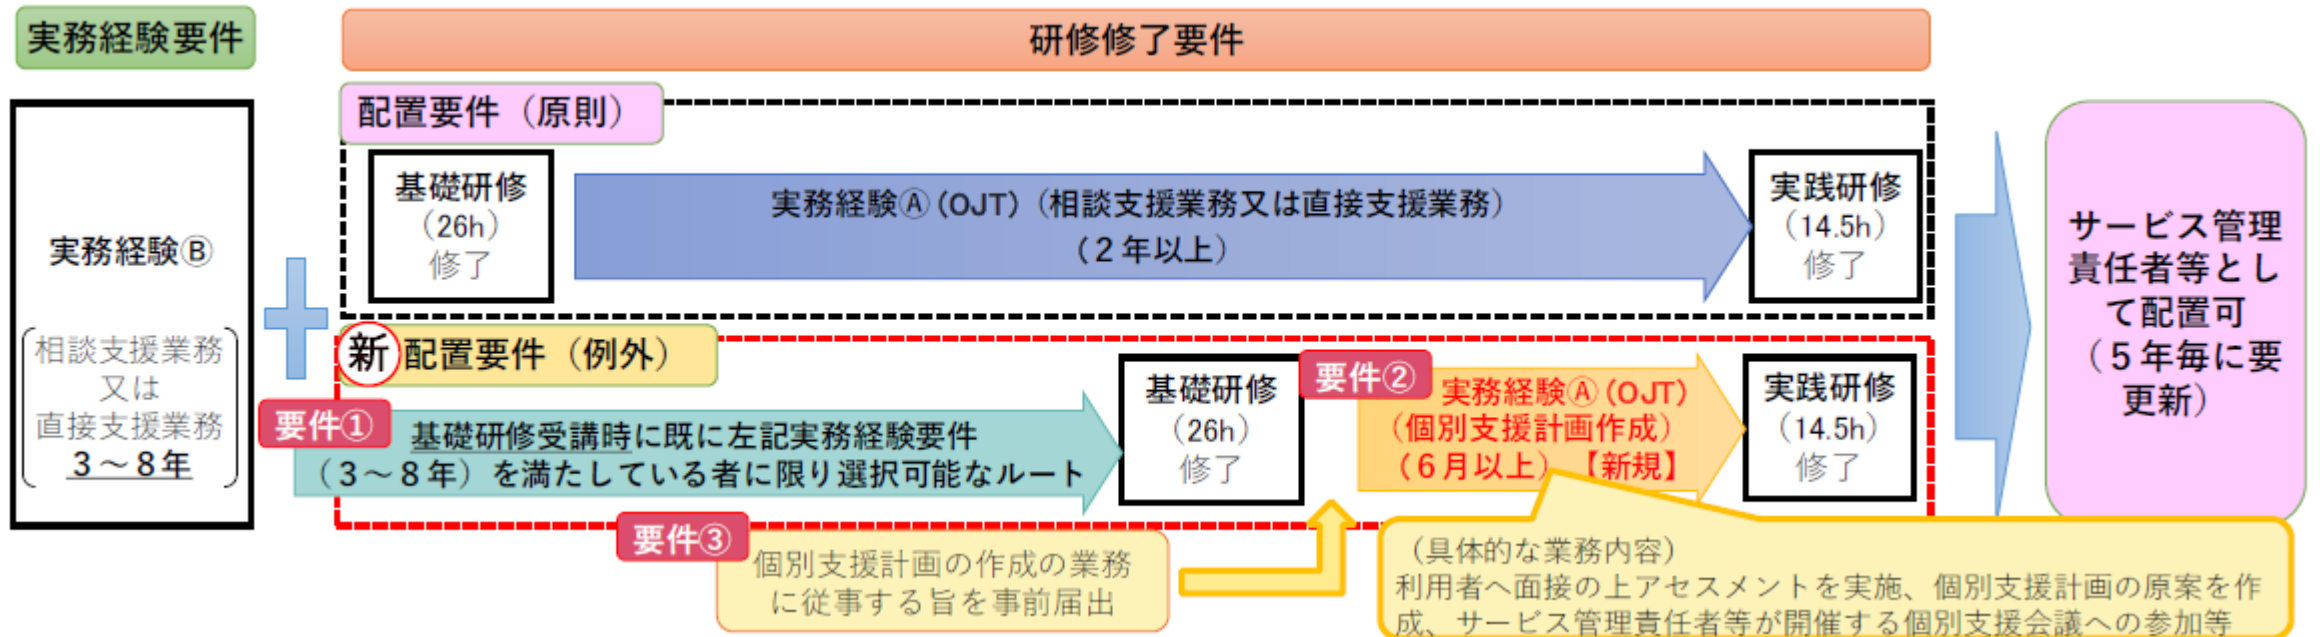 実務経験要件
研修修了要件
配置要件（原則）
実務経験Ⓑ
相談支援業務
又は
直接支援業務
３～８年
基礎研修
（26h）
修了
実務経験Ⓐ（OJT）（相談支援業務又は直接支援業務）
（２年以上）
実践研修
（14.5h）
修了
サービス管理
責任者等とし
て配置可
（５年毎に要
更新）
新 配置要件（例外）
要件①
基礎研修受講時に既に左記実務経験要件
（３～８年）を満たしている者に限り選択可能なルート
基礎研修
（26h）
修了
要件②
実務経験Ⓐ（OJT）
（個別支援計画作成）
（６月以上）【新規】
実践研修
（14.5h）
修了
要件③
個別支援計画の作成の業務
に従事する旨を事前届出
（具体的な業務内容）
利用者へ面接の上アセスメントを実施、個別支援計画の原案を作
成、サービス管理責任者等が開催する個別支援会議への参加等